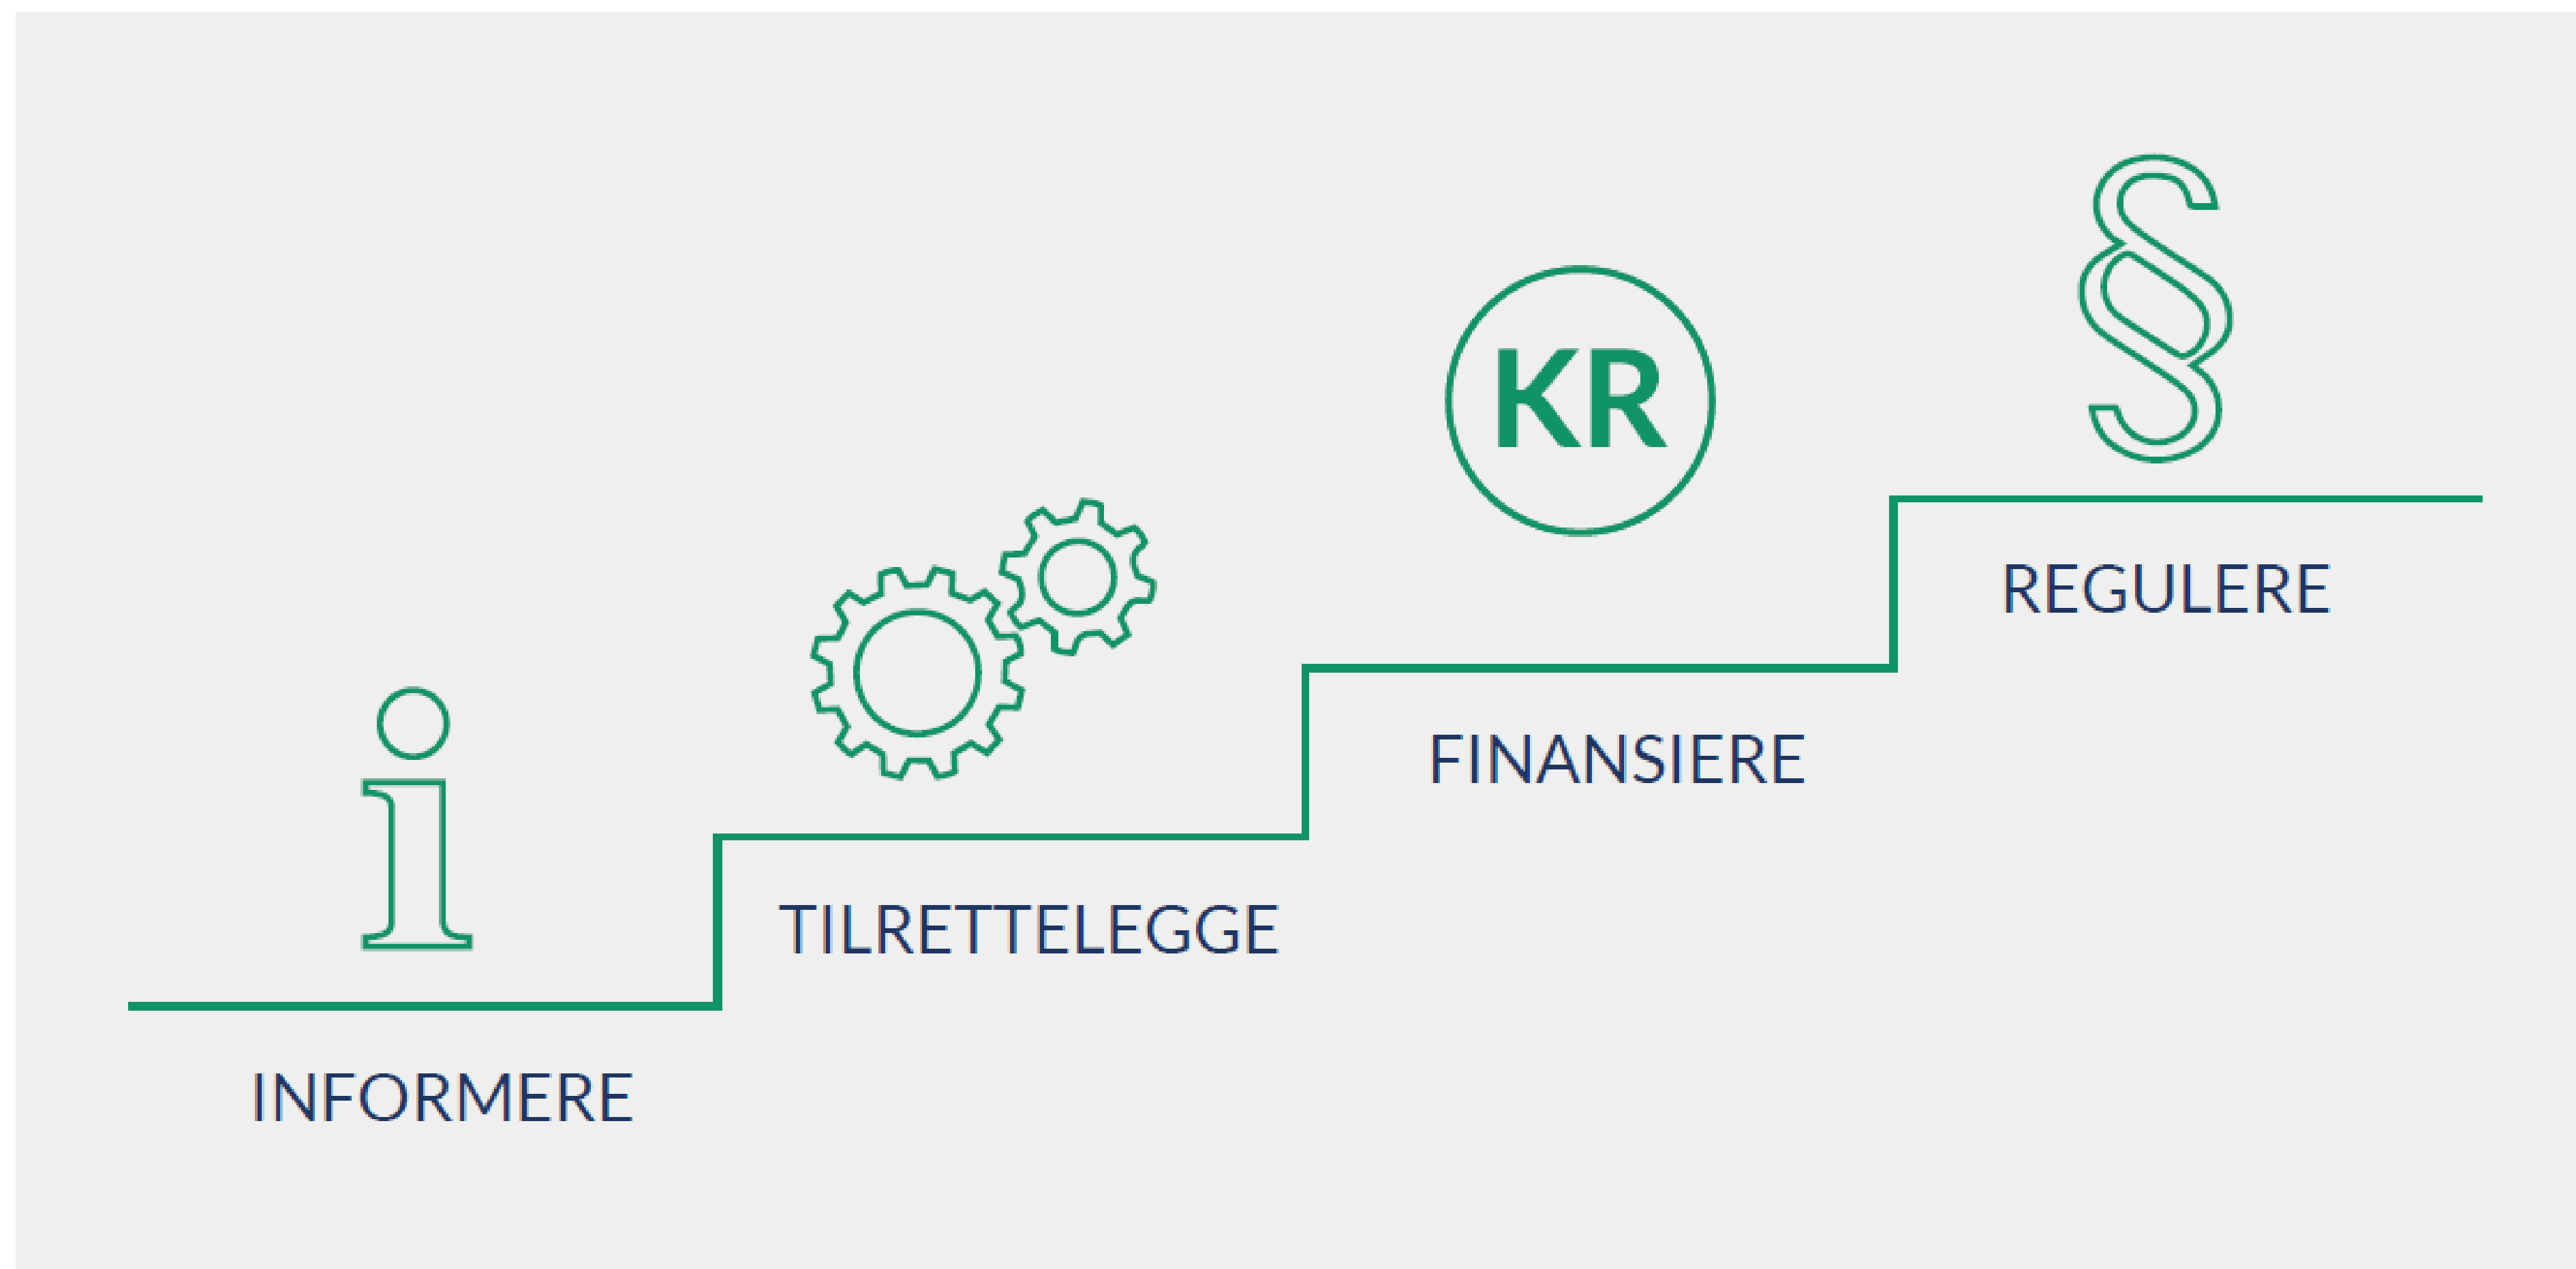 INFORMERE
TILRETTELEGGE
KR
FINANSIERE
§
REGULERE